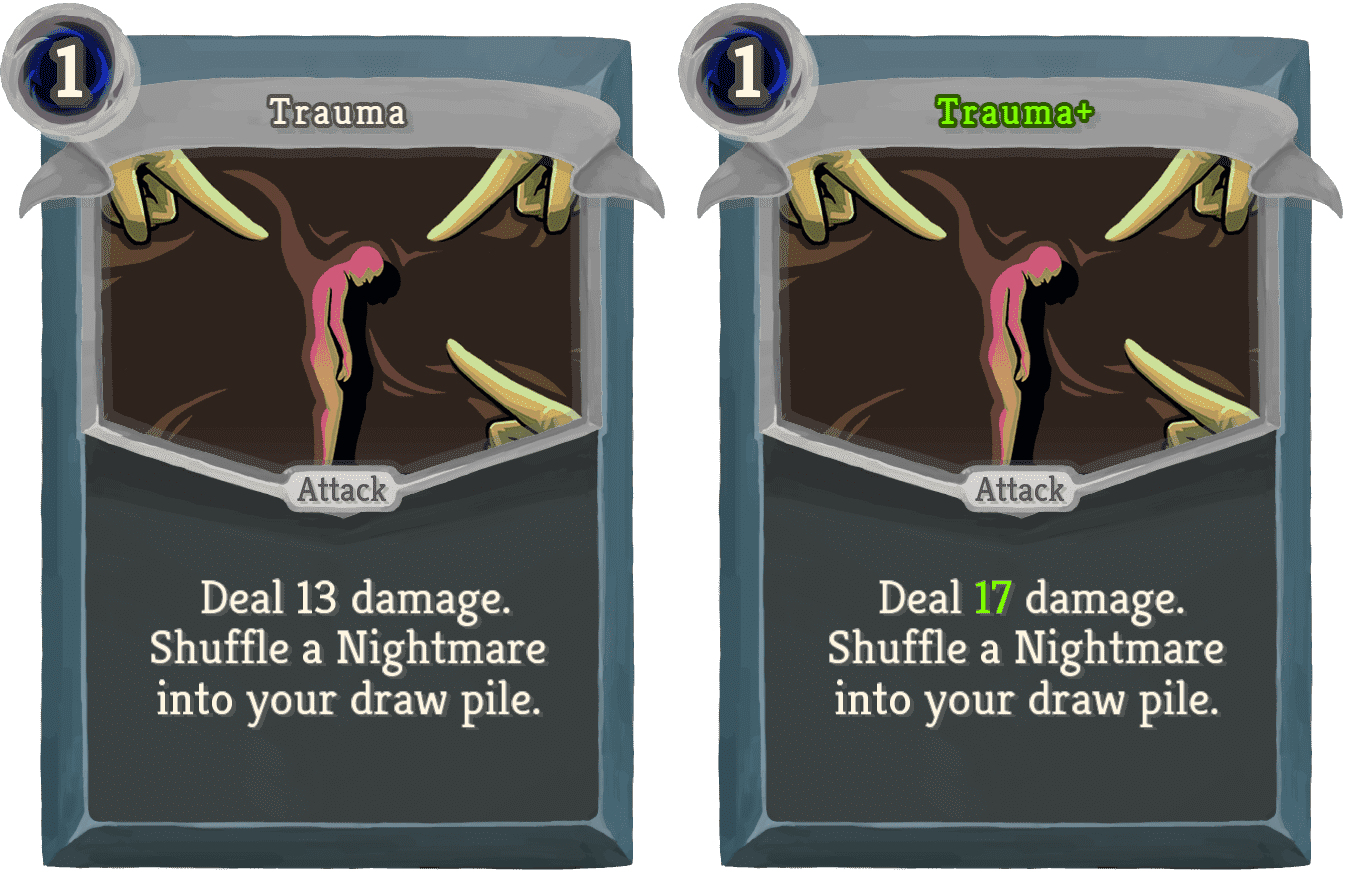 1
Trauma
Attack
Deal 13 damage.
Shuffle a Nightmare
into your draw pile.
1
Trauma+
Attack
Deal 17 damage.
Shuffle a Nightmare
into your draw pile.